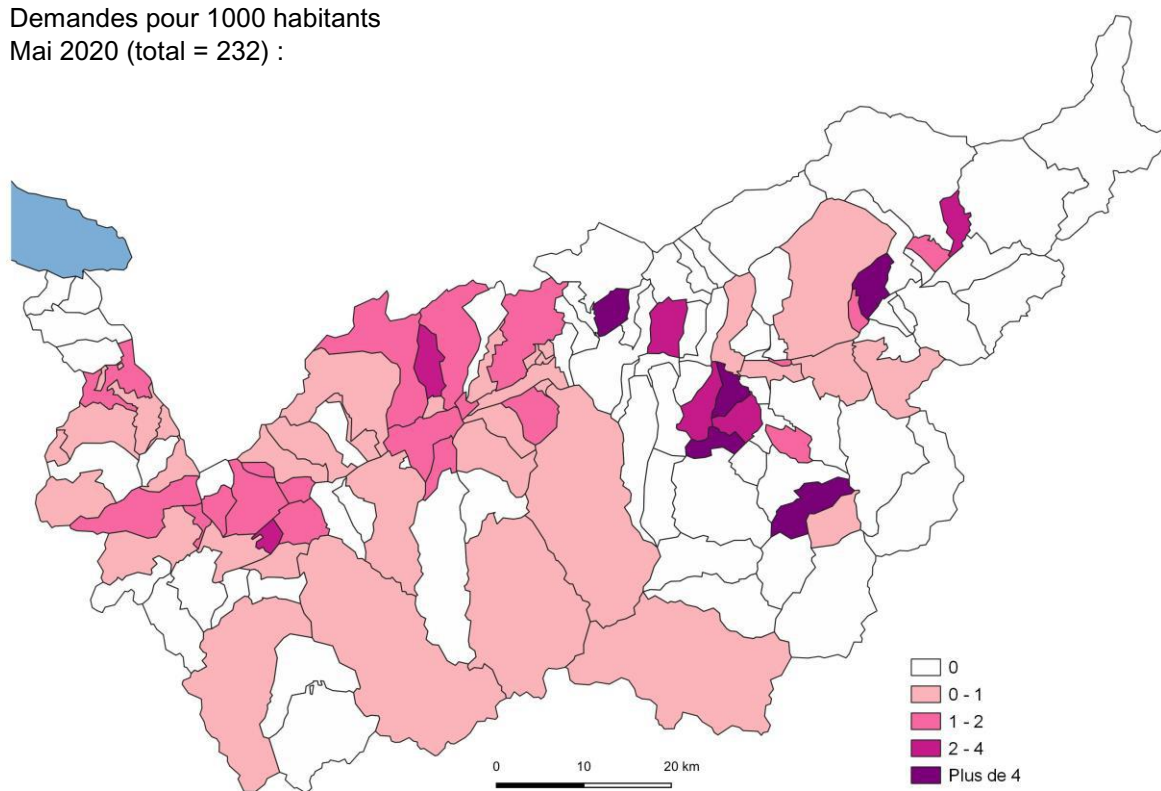 Demandes pour 1000 habitants
Mai 2020 (total = 232) :
0
0 - 1
1 - 2
2 - 4
Plus de 4
0 10 20 km